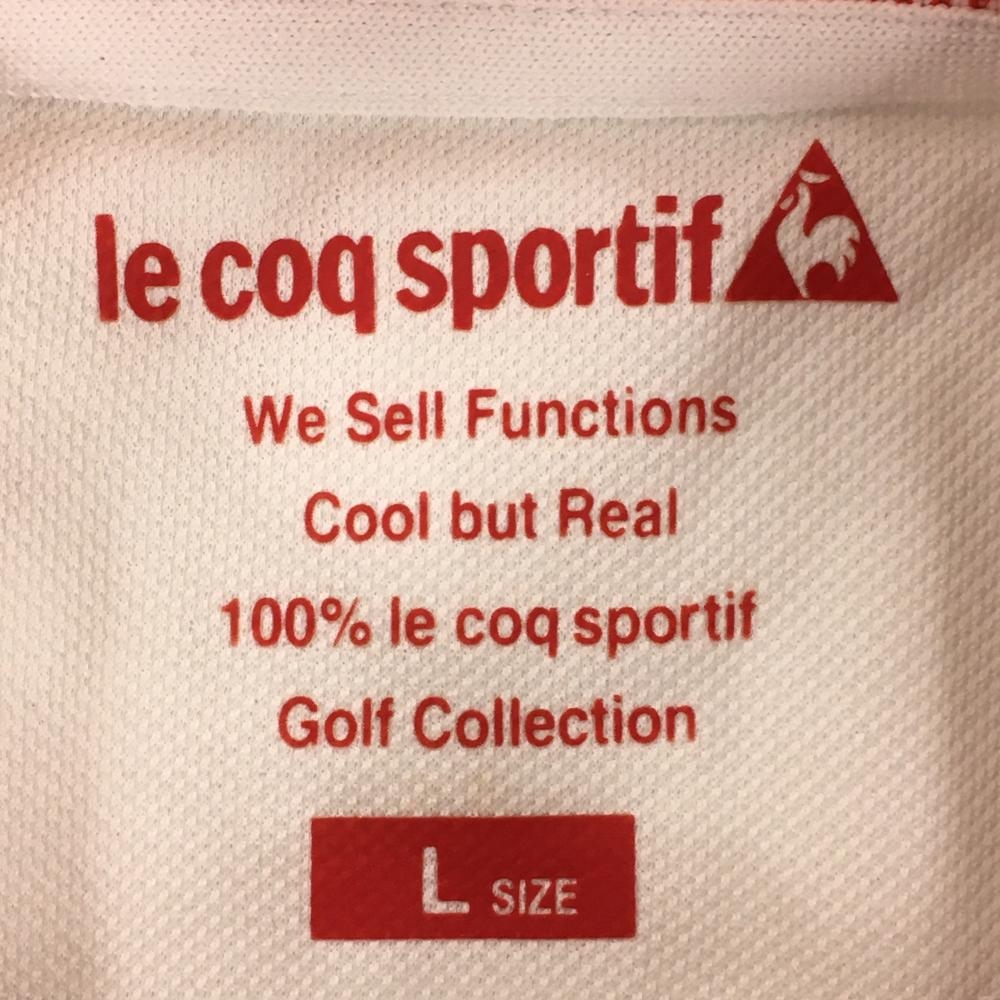 le coq sportif
We Sell Functions
Cool but Real
100% le coq sportif
Golf Collection
L SIZE